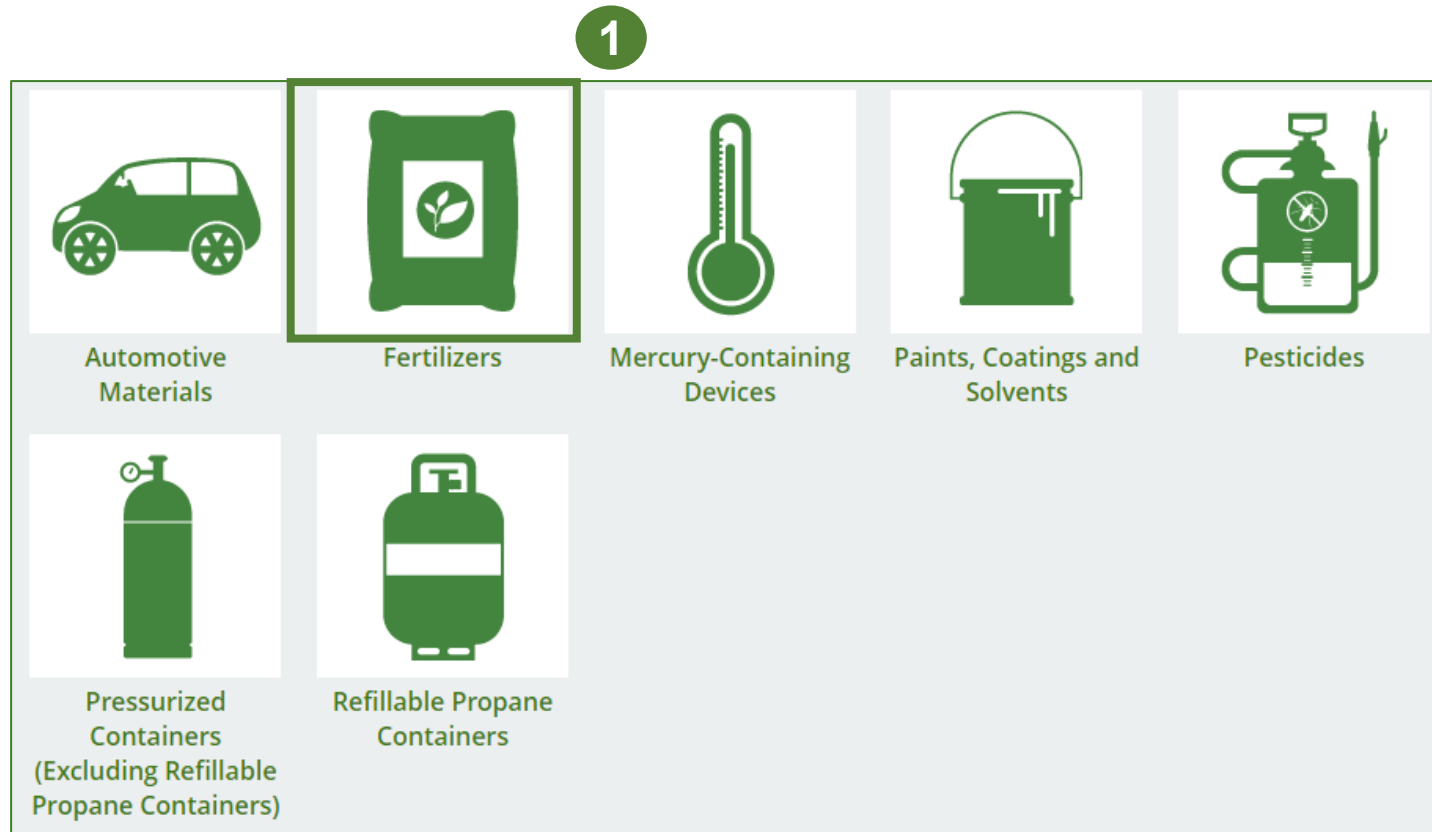 1
Automotive
Materials
Fertilizers
Mercury-Containing
Devices
Paints, Coatings and
Solvents
Pesticides
Pressurized
Containers
(Excluding Refillable
Propane Containers)
Refillable Propane
Containers